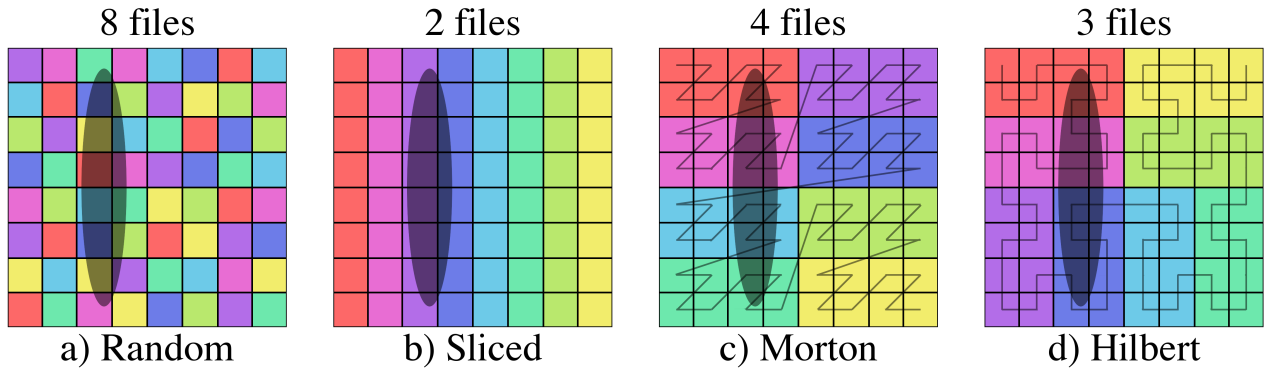 8 files
2 files
4 files
3 files
a) Random
b) Sliced
c) Morton
d) Hilbert